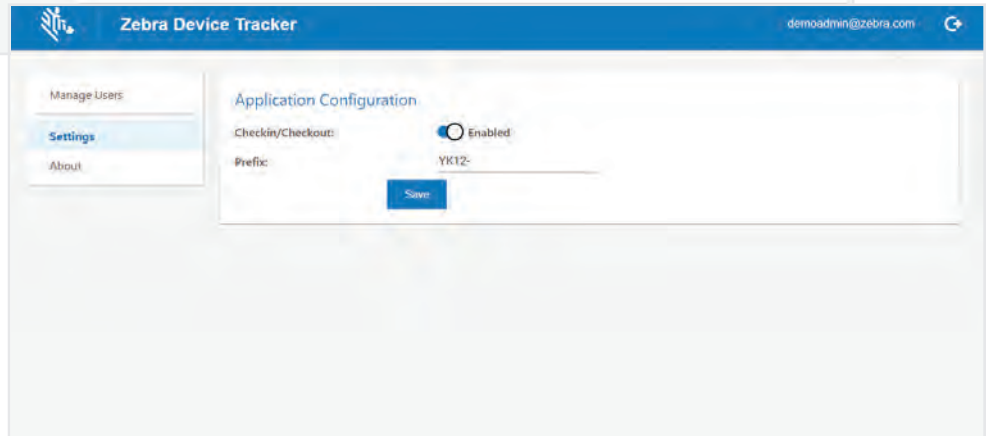 Zebra Device Tracker
demoadmin@zebra.com
Manage Users
Settings
About
Application Configuration
Checkin/Checkout: Enabled
Prefix: YK12-
Save